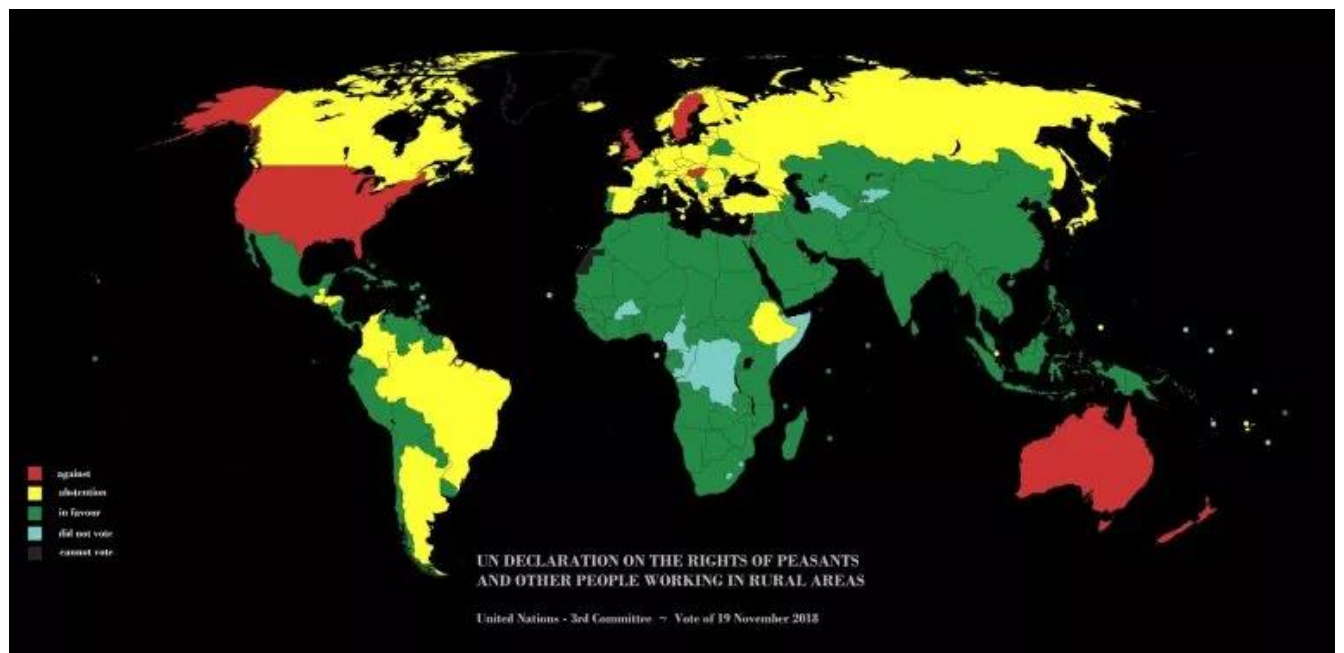 against
abstention
in favour
did not vote
cannot vote
UN DECLARATION ON THE RIGHTS OF PEASANTS
AND OTHER PEOPLE WORKING IN RURAL AREAS
United Nations - 3rd Committee ~ Vote of 19 November 2018